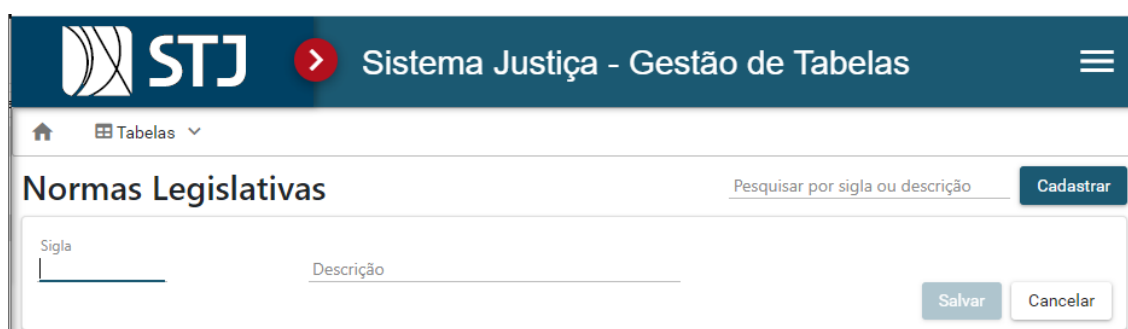 STJ Sistema Justiça - Gestão de Tabelas
Tabelas
Normas Legislativas Pesquisar por sigla ou descrição Cadastrar
Sigla
Descrição
Salvar Cancelar